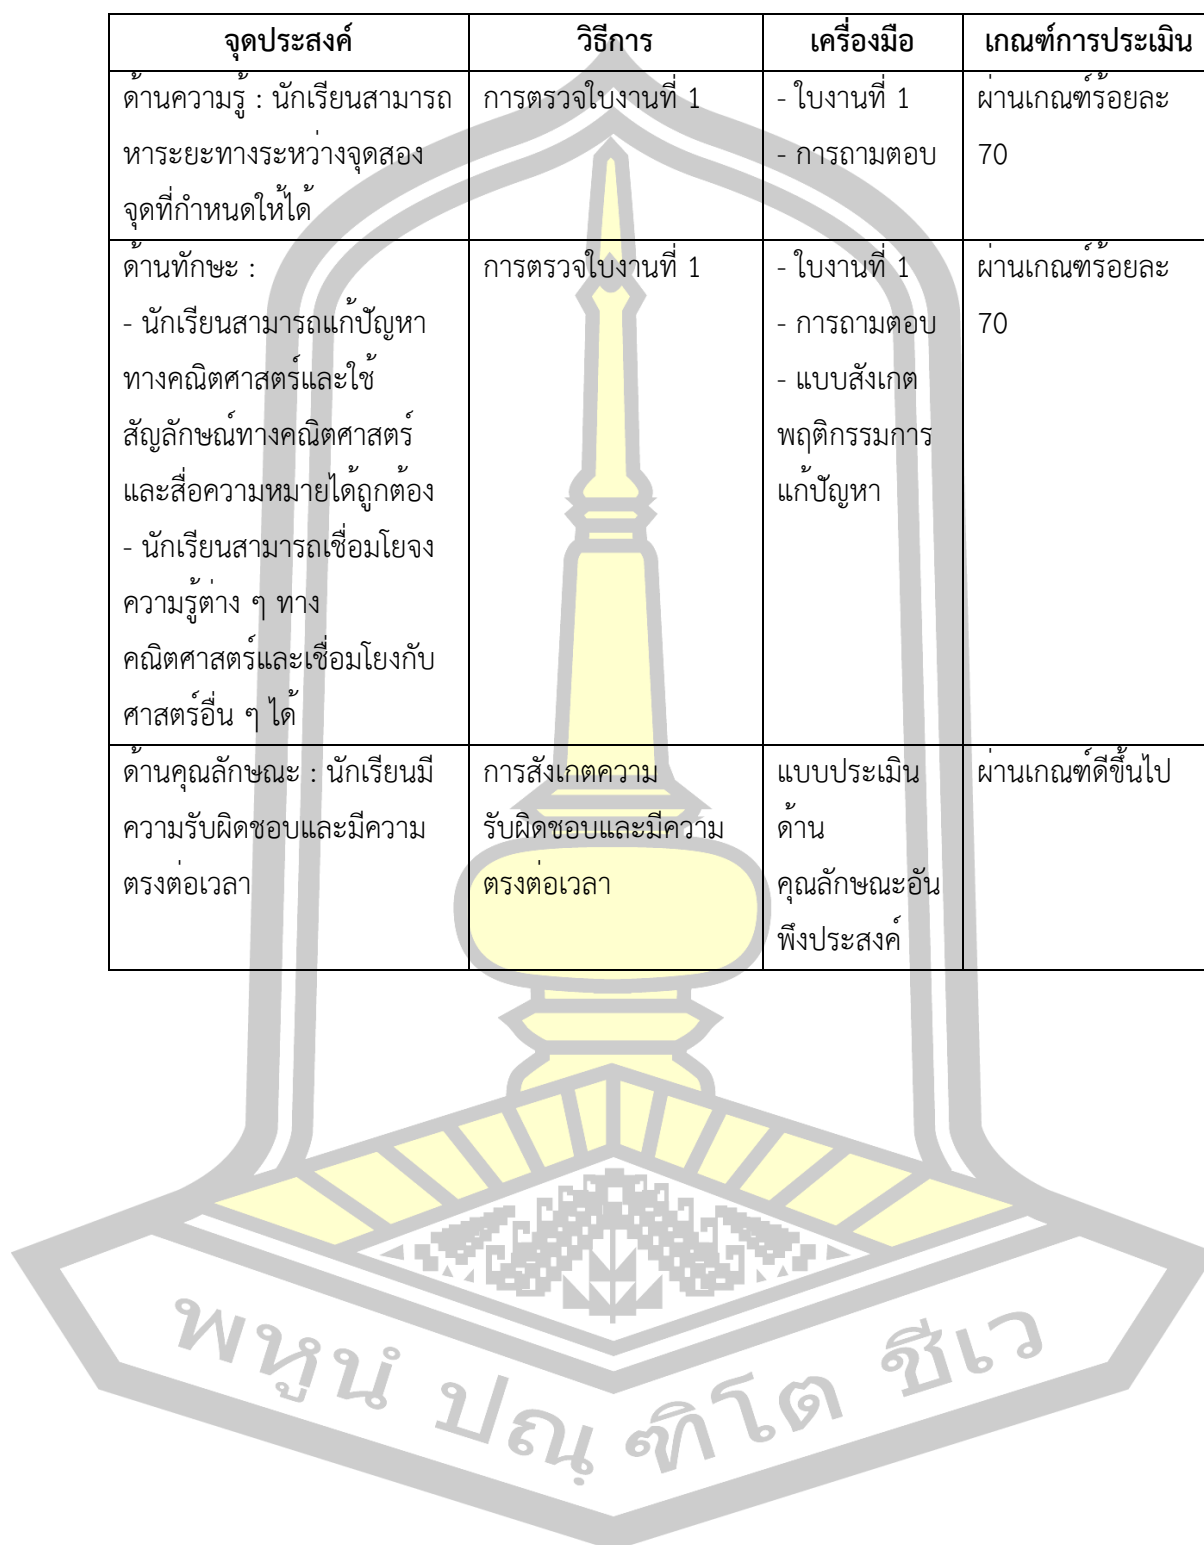 จุดประสงค์ วิธีการ เครื่องมือ เกณฑ์การประเมิน
ด้านความรู้ : นักเรียนสามารถ
หาระยะทางระหว่างจุดสอง
จุดที่กำหนดให้ได้
การตรวจใบงานที่ 1
- ใบงานที่ 1
- การถามตอบ
ผ่านเกณฑ์ร้อยละ
70
ด้านทักษะ :
- นักเรียนสามารถแก้ปัญหา
ทางคณิตศาสตร์และใช้
สัญลักษณ์ทางคณิตศาสตร์
และสื่อความหมายได้ถูกต้อง
- นักเรียนสามารถเชื่อมโยจง
ความรู้ต่าง ๆ ทาง
คณิตศาสตร์และเชื่อมโยงกับ
ศาสตร์อื่น ๆ ได้
การตรวจใบงานที่ 1
- ใบงานที่ 1
- การถามตอบ
- แบบสังเกต
พฤติกรรมการ
แก้ปัญหา
ผ่านเกณฑ์ร้อยละ
70
ด้านคุณลักษณะ : นักเรียนมี
ความรับผิดชอบและมีความ
ตรงต่อเวลา
การสังเกตความ
รับผิดชอบและมีความ
ตรงต่อเวลา
แบบประเมิน
ด้าน
คุณลักษณะอัน
พึงประสงค์
ผ่านเกณฑ์ดีขึ้นไป
พหูนํ ปณฺ ฑิโต ชีเว